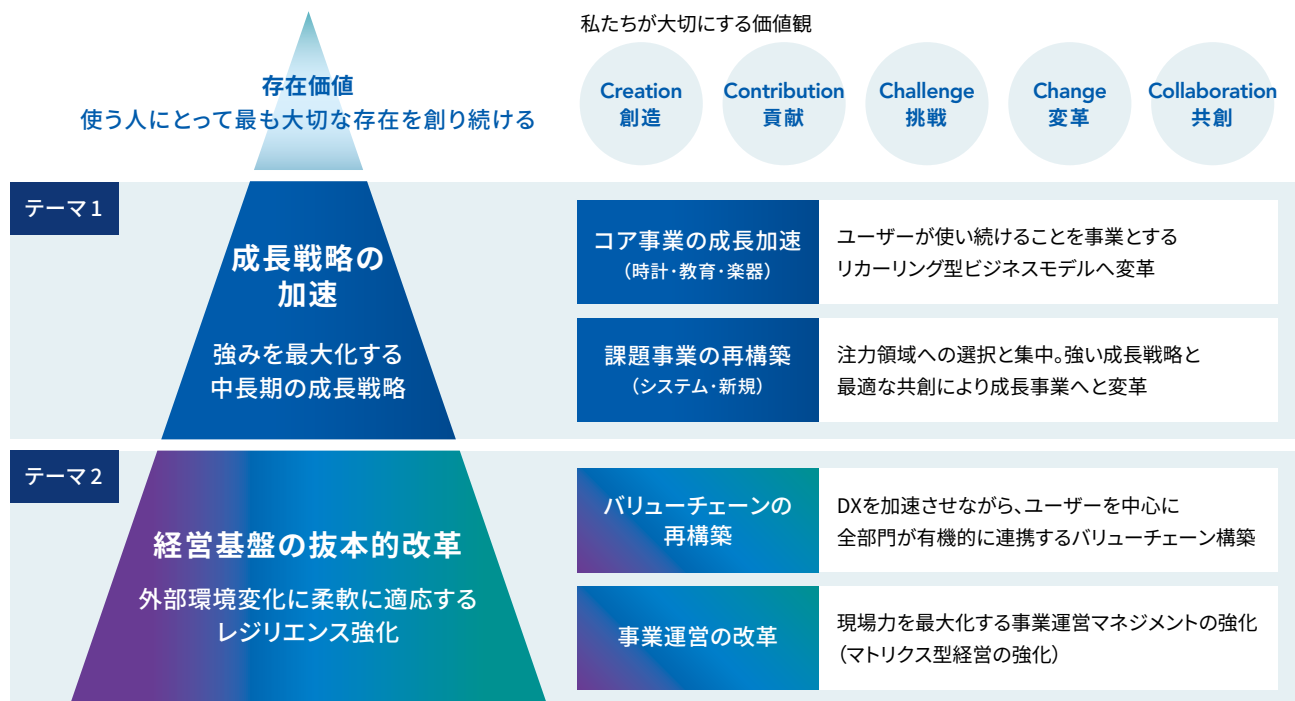 存在価値
使う人にとって最も大切な存在を創り続ける
私たちが大切にする価値観
Creation
創造
Contribution
貢献
Challenge
挑戦
Change
変革
Collaboration
共創
テーマ1
成長戦略の
加速
強みを最大化する
中長期の成長戦略
コア事業の成長加速
（時計・教育・楽器）
ユーザーが使い続けることを事業とする
リカーリング型ビジネスモデルへ変革
課題事業の再構築
（システム・新規）
注力領域への選択と集中。強い成長戦略と
最適な共創により成長事業へと変革
テーマ2
経営基盤の抜本的改革
外部環境変化に柔軟に適応する
レジリエンス強化
バリューチェーンの
再構築
DXを加速させながら、ユーザーを中心に
全部門が有機的に連携するバリューチェーン構築
事業運営の改革
現場力を最大化する事業運営マネジメントの強化
（マトリクス型経営の強化）